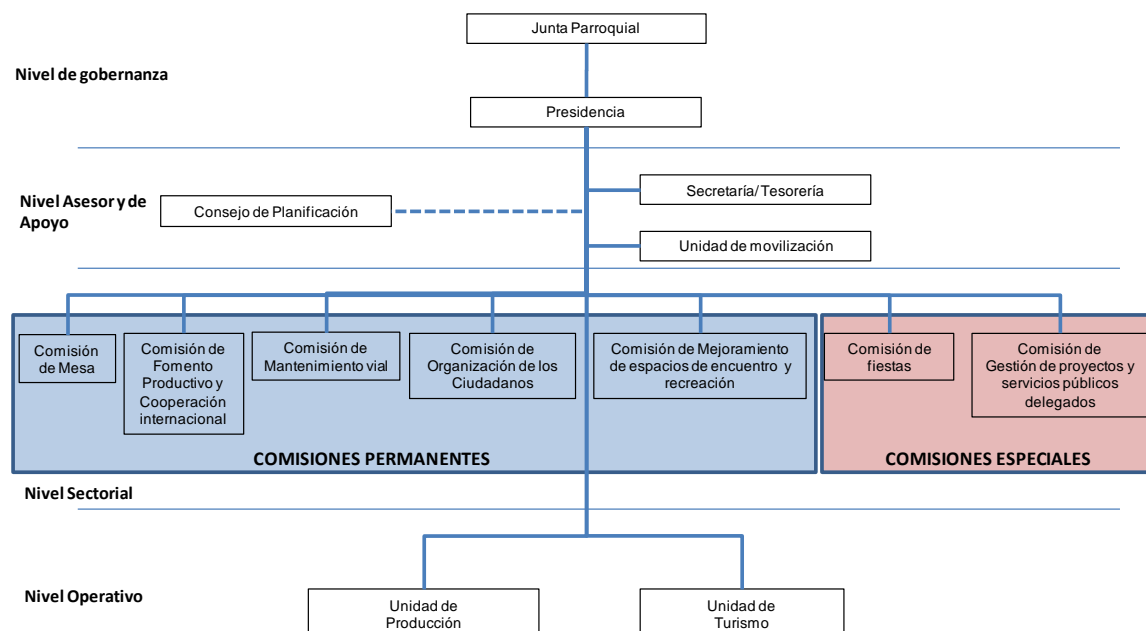 Junta Parroquial
Nivel de gobernanza
Presidencia
Nivel Asesor y de
Apoyo
Secretaría/ Tesorería
Consejo de Planificación
Unidad de movilización
Comisión
de Mesa
Comisión de
Fomento
Productivo y
Cooperación
internacional
Comisión de
Mantenimiento vial
Comisión de
Organización de los
Ciudadanos
Comisión de Mejoramiento
de espacios de encuentro y
recreación
Comisión de
fiestas
Comisión de
Gestión de proyectos y
servicios públicos
delegados
COMISIONES PERMANENTES
COMISIONES ESPECIALES
Nivel Sectorial
Nivel Operativo
Unidad de
Producción
Unidad de
Turismo